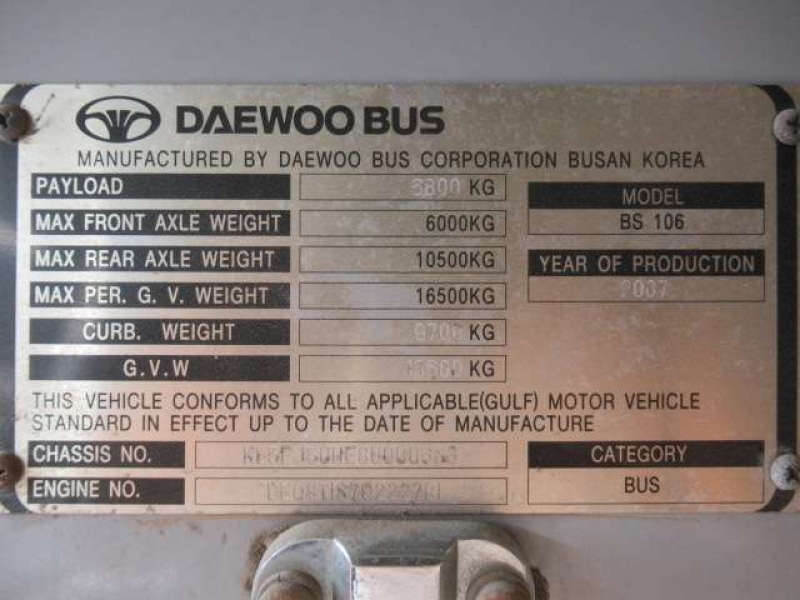 DAEWOO BUS
MANUFACTURED BY DAEWOO BUS CORPORATION BUSAN KOREA
PAYLOAD KG
MAX FRONT AXLE WEIGHT 6000KG
MAX REAR AXLE WEIGHT 10500KG
MAX PER. G. V. WEIGHT 16500KG
CURB. WEIGHT KG
G.V.W KG
MODEL
BS 106
YEAR OF PRODUCTION
2007
THIS VEHICLE CONFORMS TO ALL APPLICABLE(GULF) MOTOR VEHICLE
STANDARD IN EFFECT UP TO THE DATE OF MANUFACTURE
CHASSIS NO.
ENGINE NO.
CATEGORY
BUS